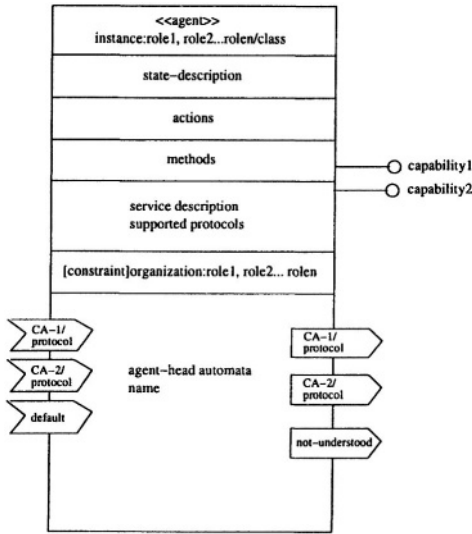 <<agent>>
instance:role1, role2...rolen/class
state-description
actions
methods
capability1
capability2
service description
supported protocols
[constraint]organization:role1, role2... rolen
CA-1/
protocol
CA-2/
protocol
default
agent-head automata
name
CA-1/
protocol
CA-2/
protocol
not-understood